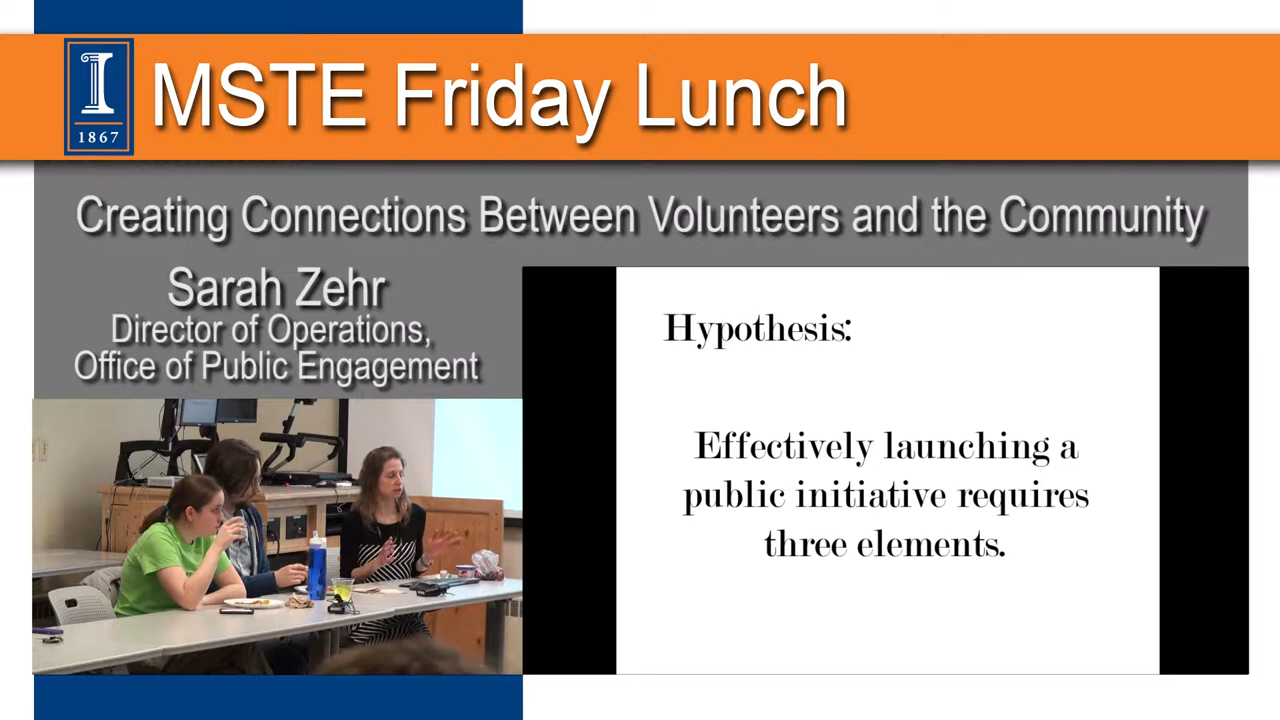 I
1867
MSTE Friday Lunch
Creating Connections Between Volunteers and the Community
Sarah Zehr
Director of Operations,
Office of Public Engagement
Hypothesis:
Effectively launching a
public initiative requires
three elements.